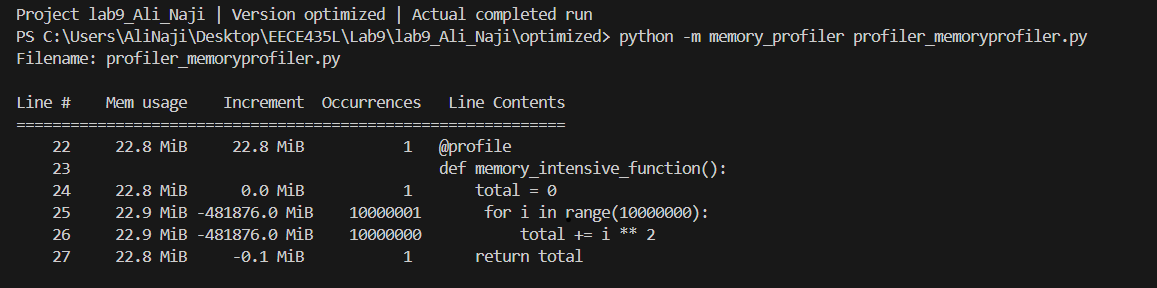 Project lab9_Ali_Naji | Version optimized | Actual completed run
PS C:\Users\AliNaji\Desktop\EECE435L\Lab9\lab9_Ali_Naji\optimized> python -m memory_profiler profiler_memoryprofiler.py
Filename: profiler_memoryprofiler.py

Line #    Mem usage    Increment  Occurrences   Line Contents
=============================================================
    22     22.8 MiB     22.8 MiB           1   @profile
    23                                         def memory_intensive_function():
    24     22.8 MiB      0.0 MiB           1       total = 0
    25     22.9 MiB -481876.0 MiB    10000001        for i in range(10000000):
    26     22.9 MiB -481876.0 MiB    10000000            total += i ** 2
    27     22.8 MiB     -0.1 MiB           1       return total